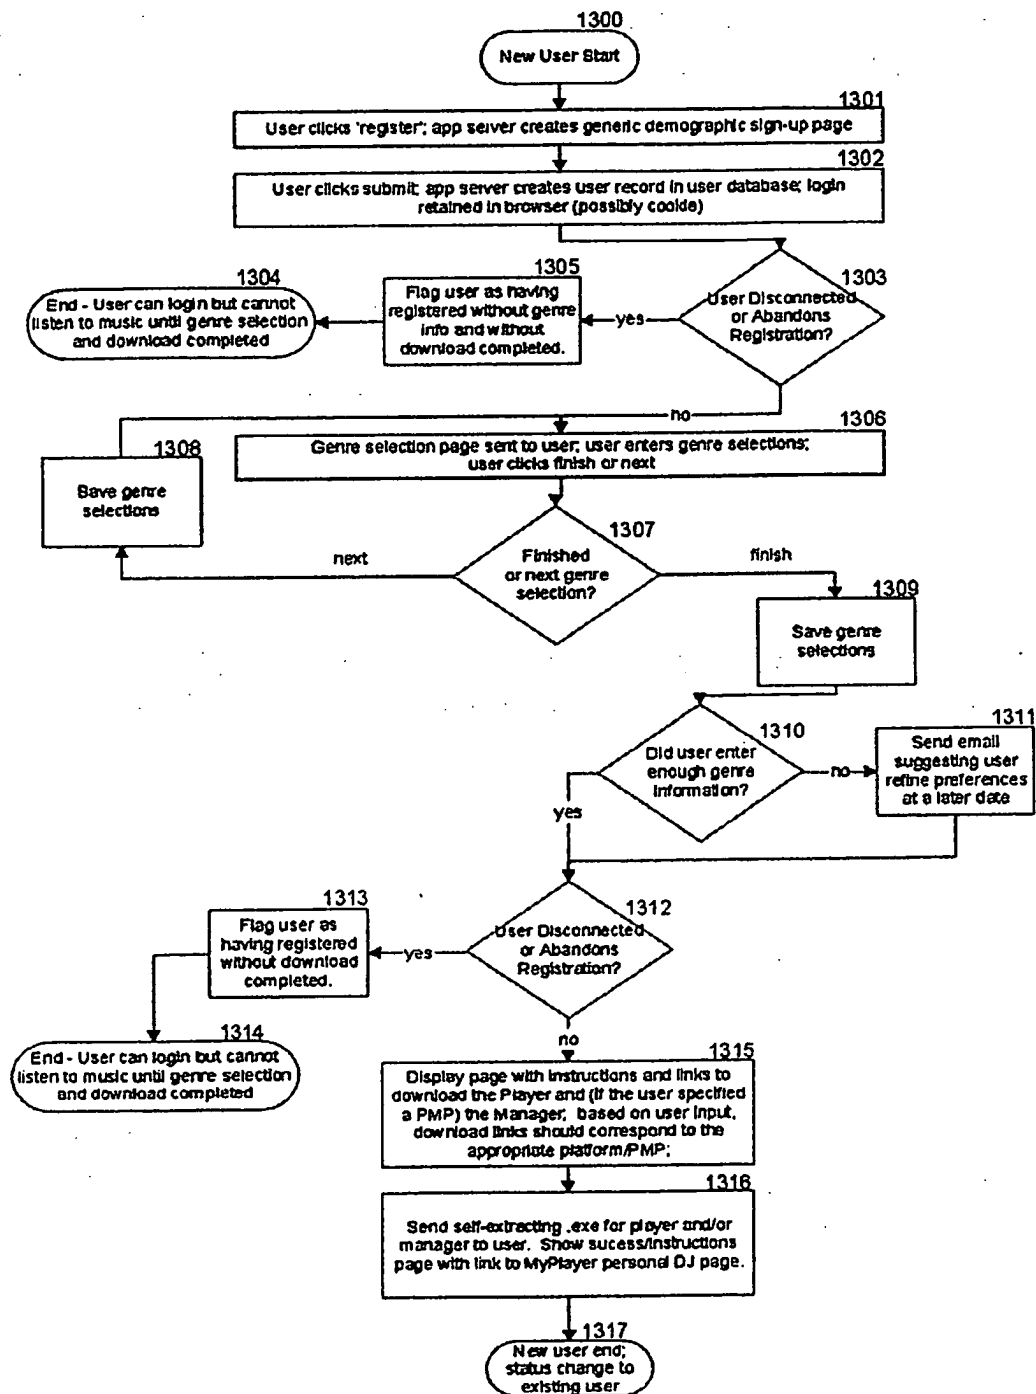 1300
New User Start
1301
User clicks 'register'; app server creates generic demographic sign-up page
1302
User clicks submit; app server creates user record in user database; login
retained in browser (possibly cookie)
1303
User Disconnected
or Abandons
Registration?
yes
1305
Flag user as having
registered without genre
info and without
download completed.
1304
End - User can login but cannot
listen to music until genre selection
and download completed
no
1306
Genre selection page sent to user; user enters genre selections;
user clicks finish or next
1308
Save genre
selections
1307
Finished
or next genre
selection?
next
finish
1309
Save genre
selections
1310
Did user enter
enough genre
information?
no
1311
Send email
suggesting user
refine preferences
at a later date
yes
1312
User Disconnected
or Abandons
Registration?
yes
1313
Flag user as
having registered
without download
completed.
1314
End - User can login but cannot
listen to music until genre selection
and download completed
no
1315
Display page with instructions and links to
download the Player and (if the user specified
a PMP) the Manager; based on user input,
download links should correspond to the
appropriate platform/PMP;
1316
Send self-extracting .exe for player and/or
manager to user. Show sucess/instructions
page with link to MyPlayer personal DJ page.
1317
New user end;
status change to
existing user